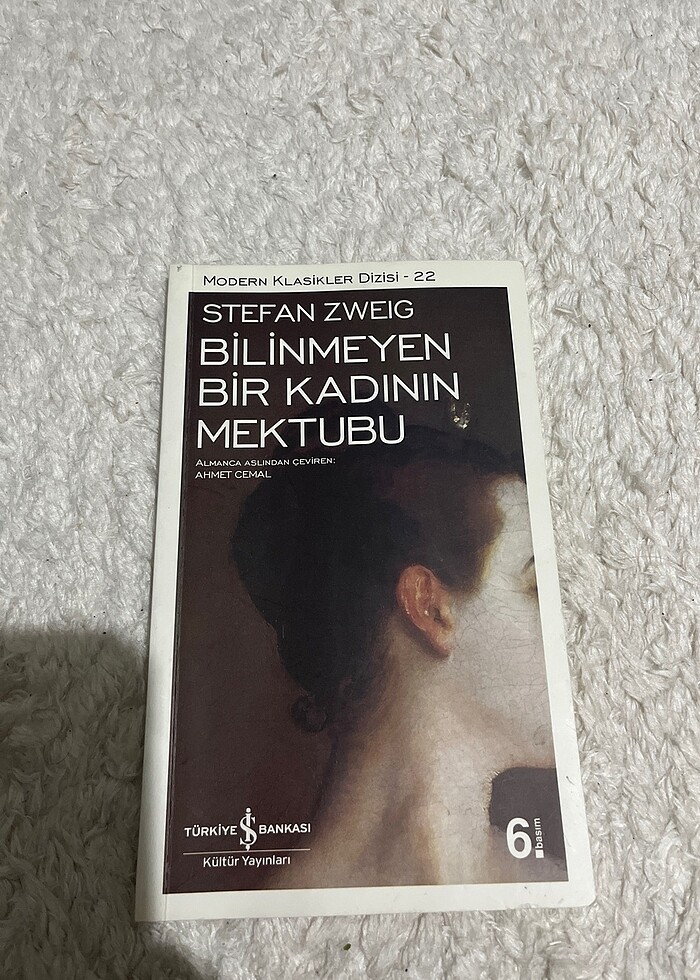 MODERN KLASİKLER DİZİSİ - 22
STEFAN ZWEIG
BİLİNMEYEN
BİR KADININ
MEKTUBU
ALMANCA ASLINDAN ÇEVİREN:
AHMET CEMAL
TÜRKİYE İŞ BANKASI
Kültür Yayınları
6.basım